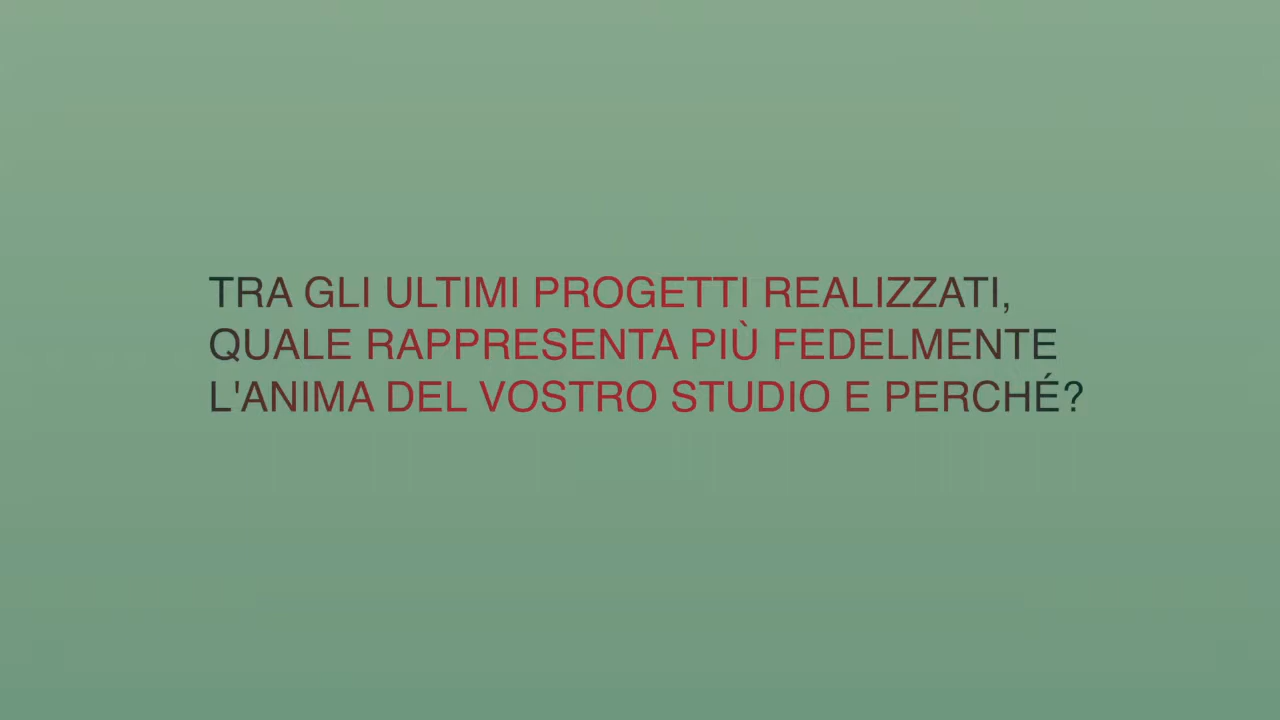 TRA GLI ULTIMI PROGETTI REALIZZATI,
QUALE RAPPRESENTA PIÙ FEDELMENTE
L'ANIMA DEL VOSTRO STUDIO E PERCHÉ?